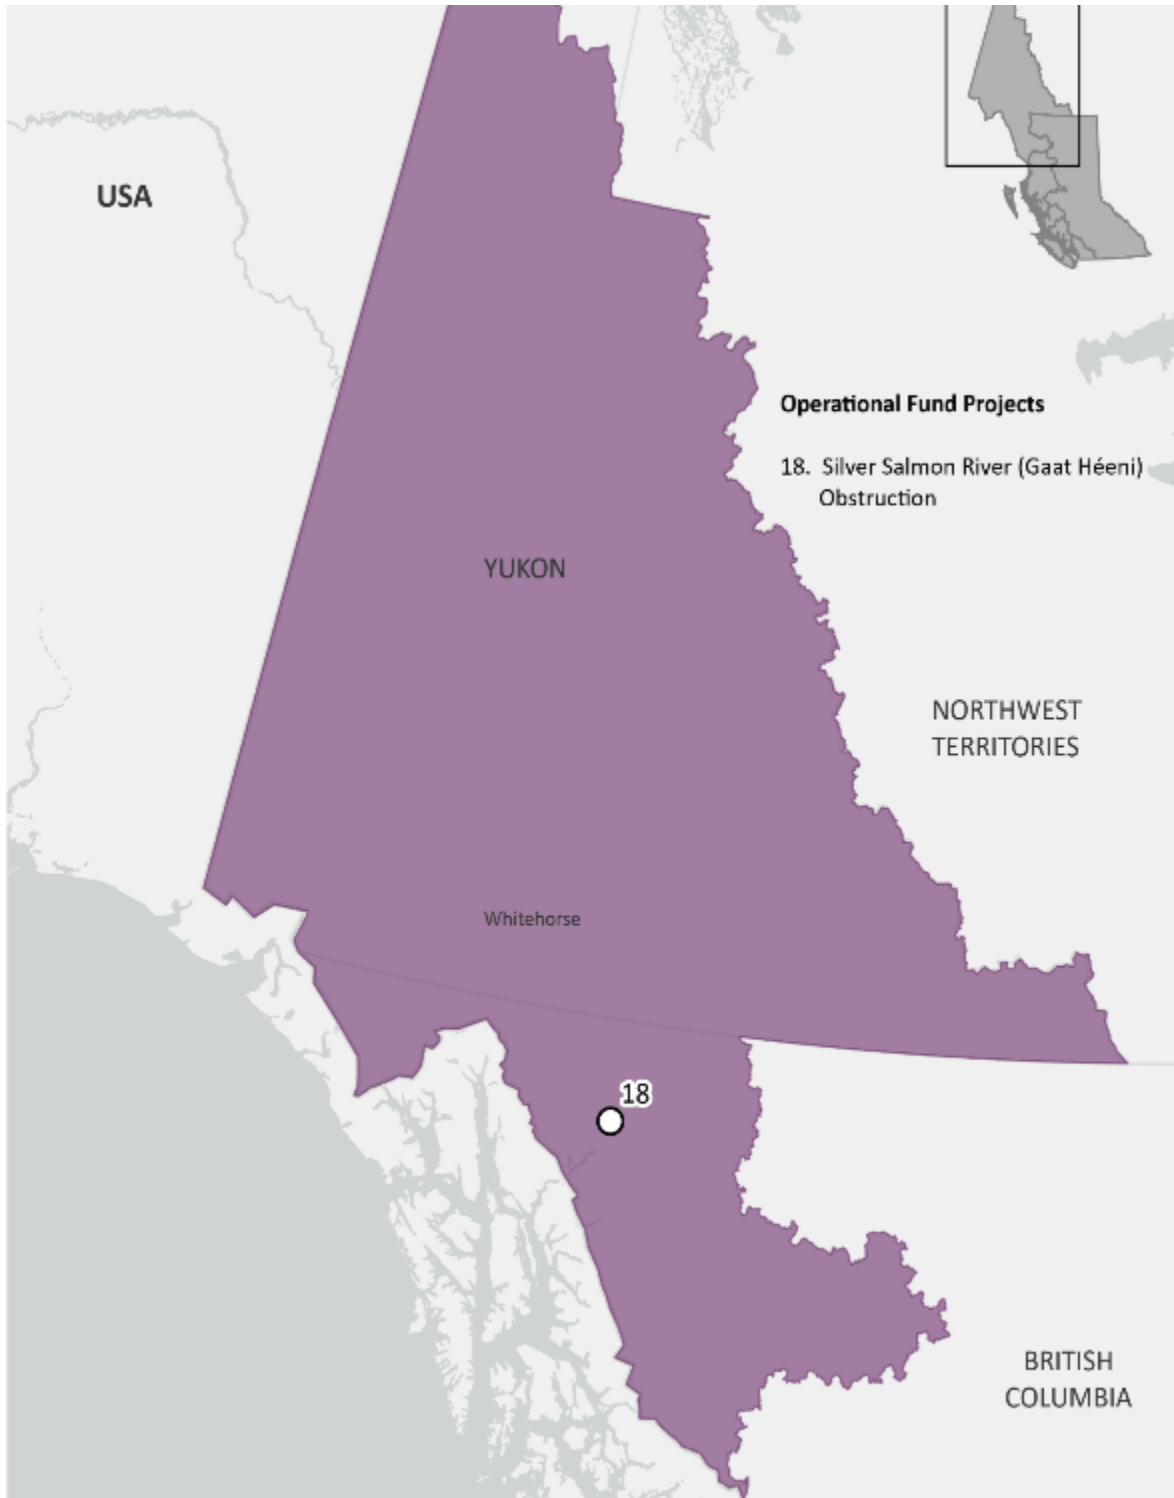 USA
Operational Fund Projects
18. Silver Salmon River (Gaat Héeni)
Obstruction
YUKON
NORTHWEST
TERRITORIES
Whitehorse
18
BRITISH
COLUMBIA